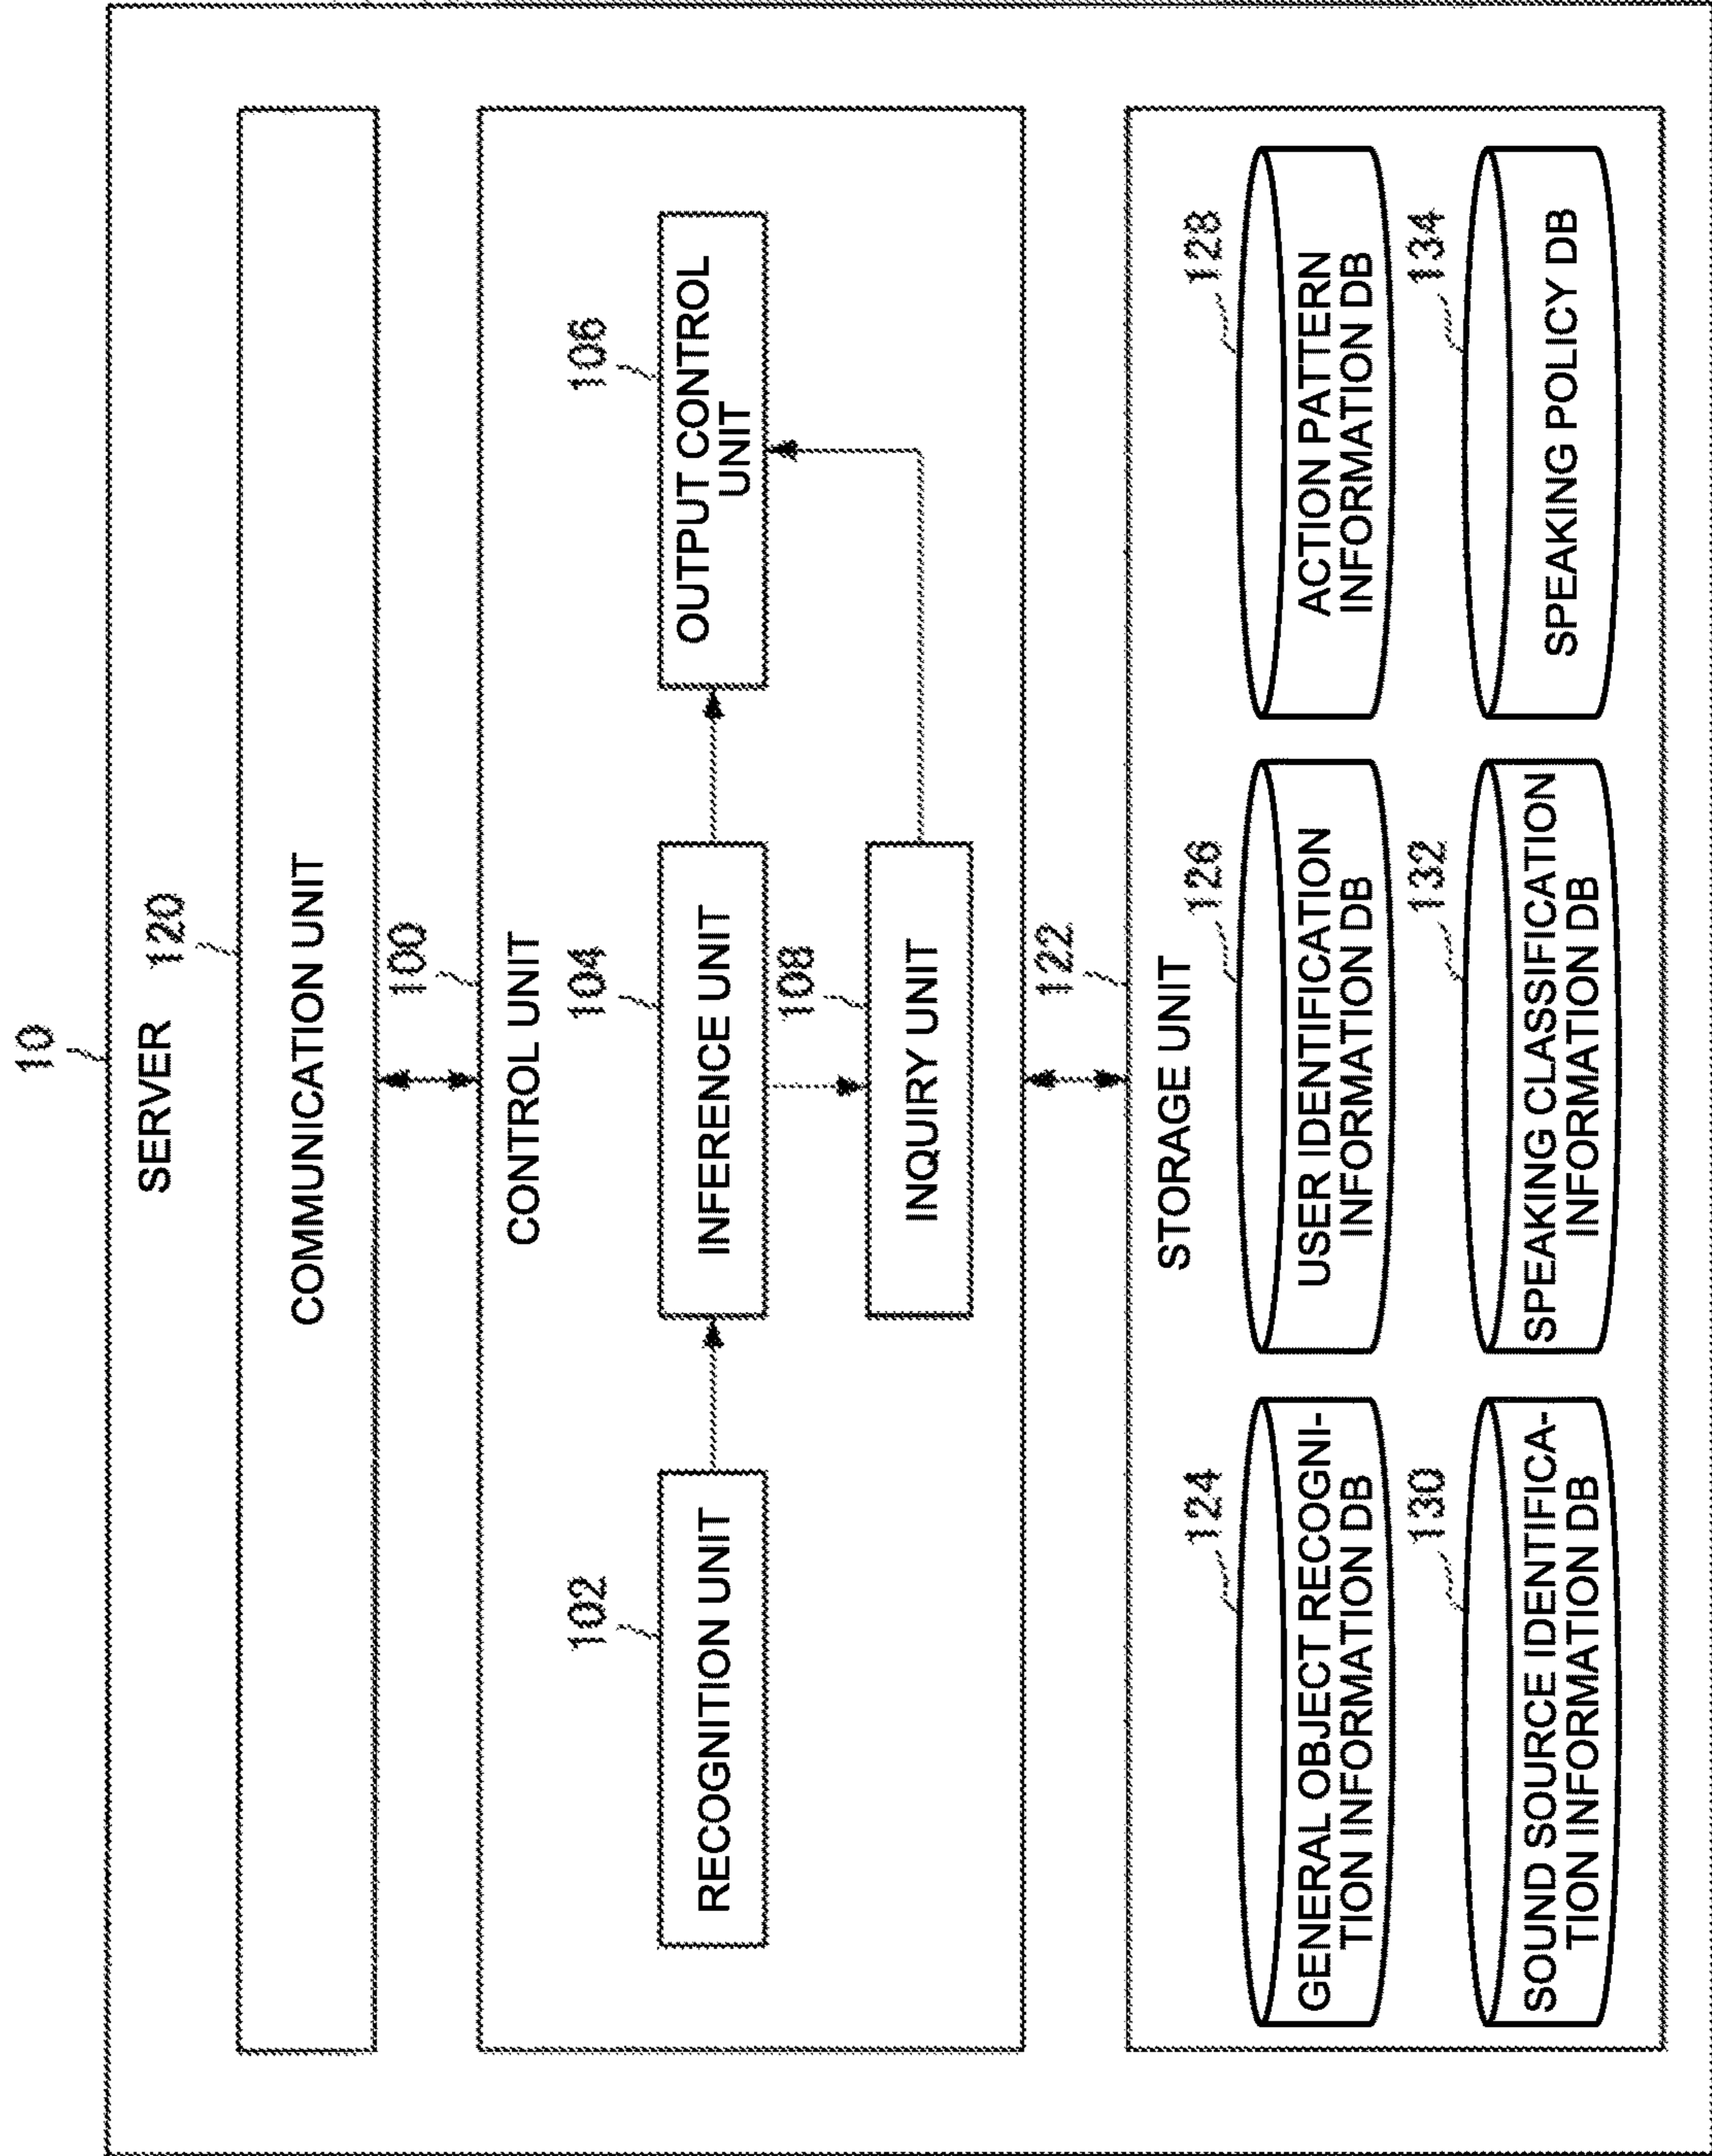 10
SERVER
120
COMMUNICATION UNIT
100
CONTROL UNIT
102
RECOGNITION UNIT
104
INFERENCE UNIT
106
OUTPUT CONTROL
UNIT
108
INQUIRY UNIT
122
STORAGE UNIT
124
GENERAL OBJECT RECOGNI-
TION INFORMATION DB
126
USER IDENTIFICATION
INFORMATION DB
128
ACTION PATTERN
INFORMATION DB
130
SOUND SOURCE IDENTIFICA-
TION INFORMATION DB
132
SPEAKING CLASSIFICATION
INFORMATION DB
134
SPEAKING POLICY DB